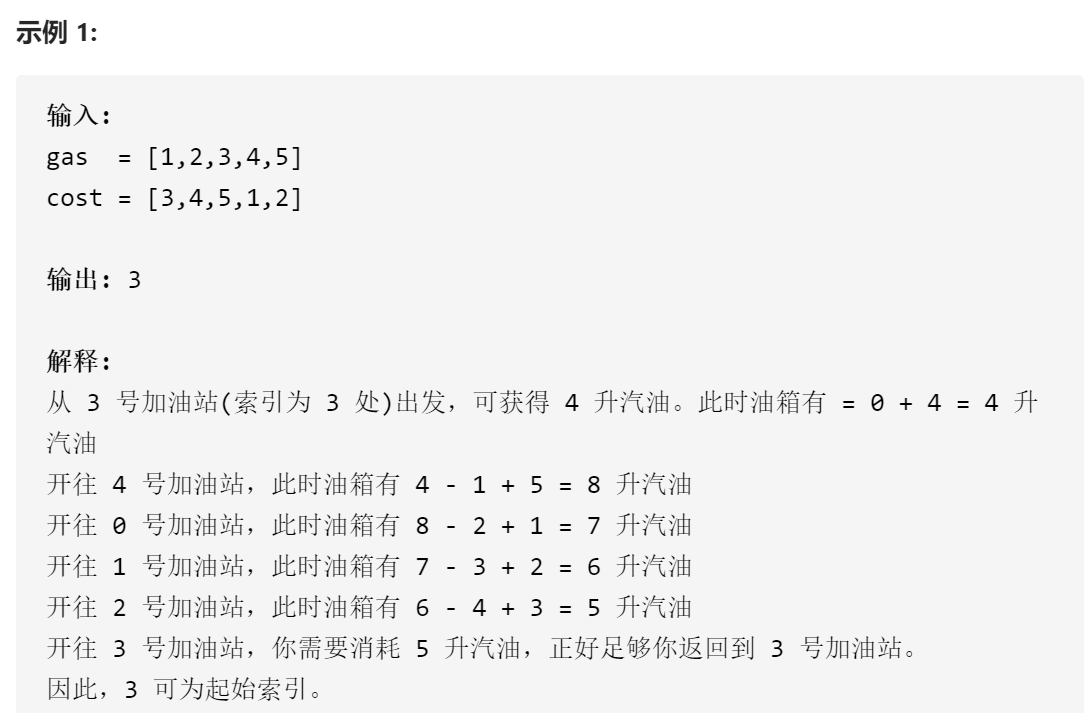 示例 1:
输入:
gas  = [1,2,3,4,5]
cost = [3,4,5,1,2]
输出: 3
解释:
从 3 号加油站(索引为 3 处)出发，可获得 4 升汽油。此时油箱有 = 0 + 4 = 4 升
汽油
开往 4 号加油站，此时油箱有 4 - 1 + 5 = 8 升汽油
开往 0 号加油站，此时油箱有 8 - 2 + 1 = 7 升汽油
开往 1 号加油站，此时油箱有 7 - 3 + 2 = 6 升汽油
开往 2 号加油站，此时油箱有 6 - 4 + 3 = 5 升汽油
开往 3 号加油站，你需要消耗 5 升汽油，正好足够你返回到 3 号加油站。
因此，3 可为起始索引。